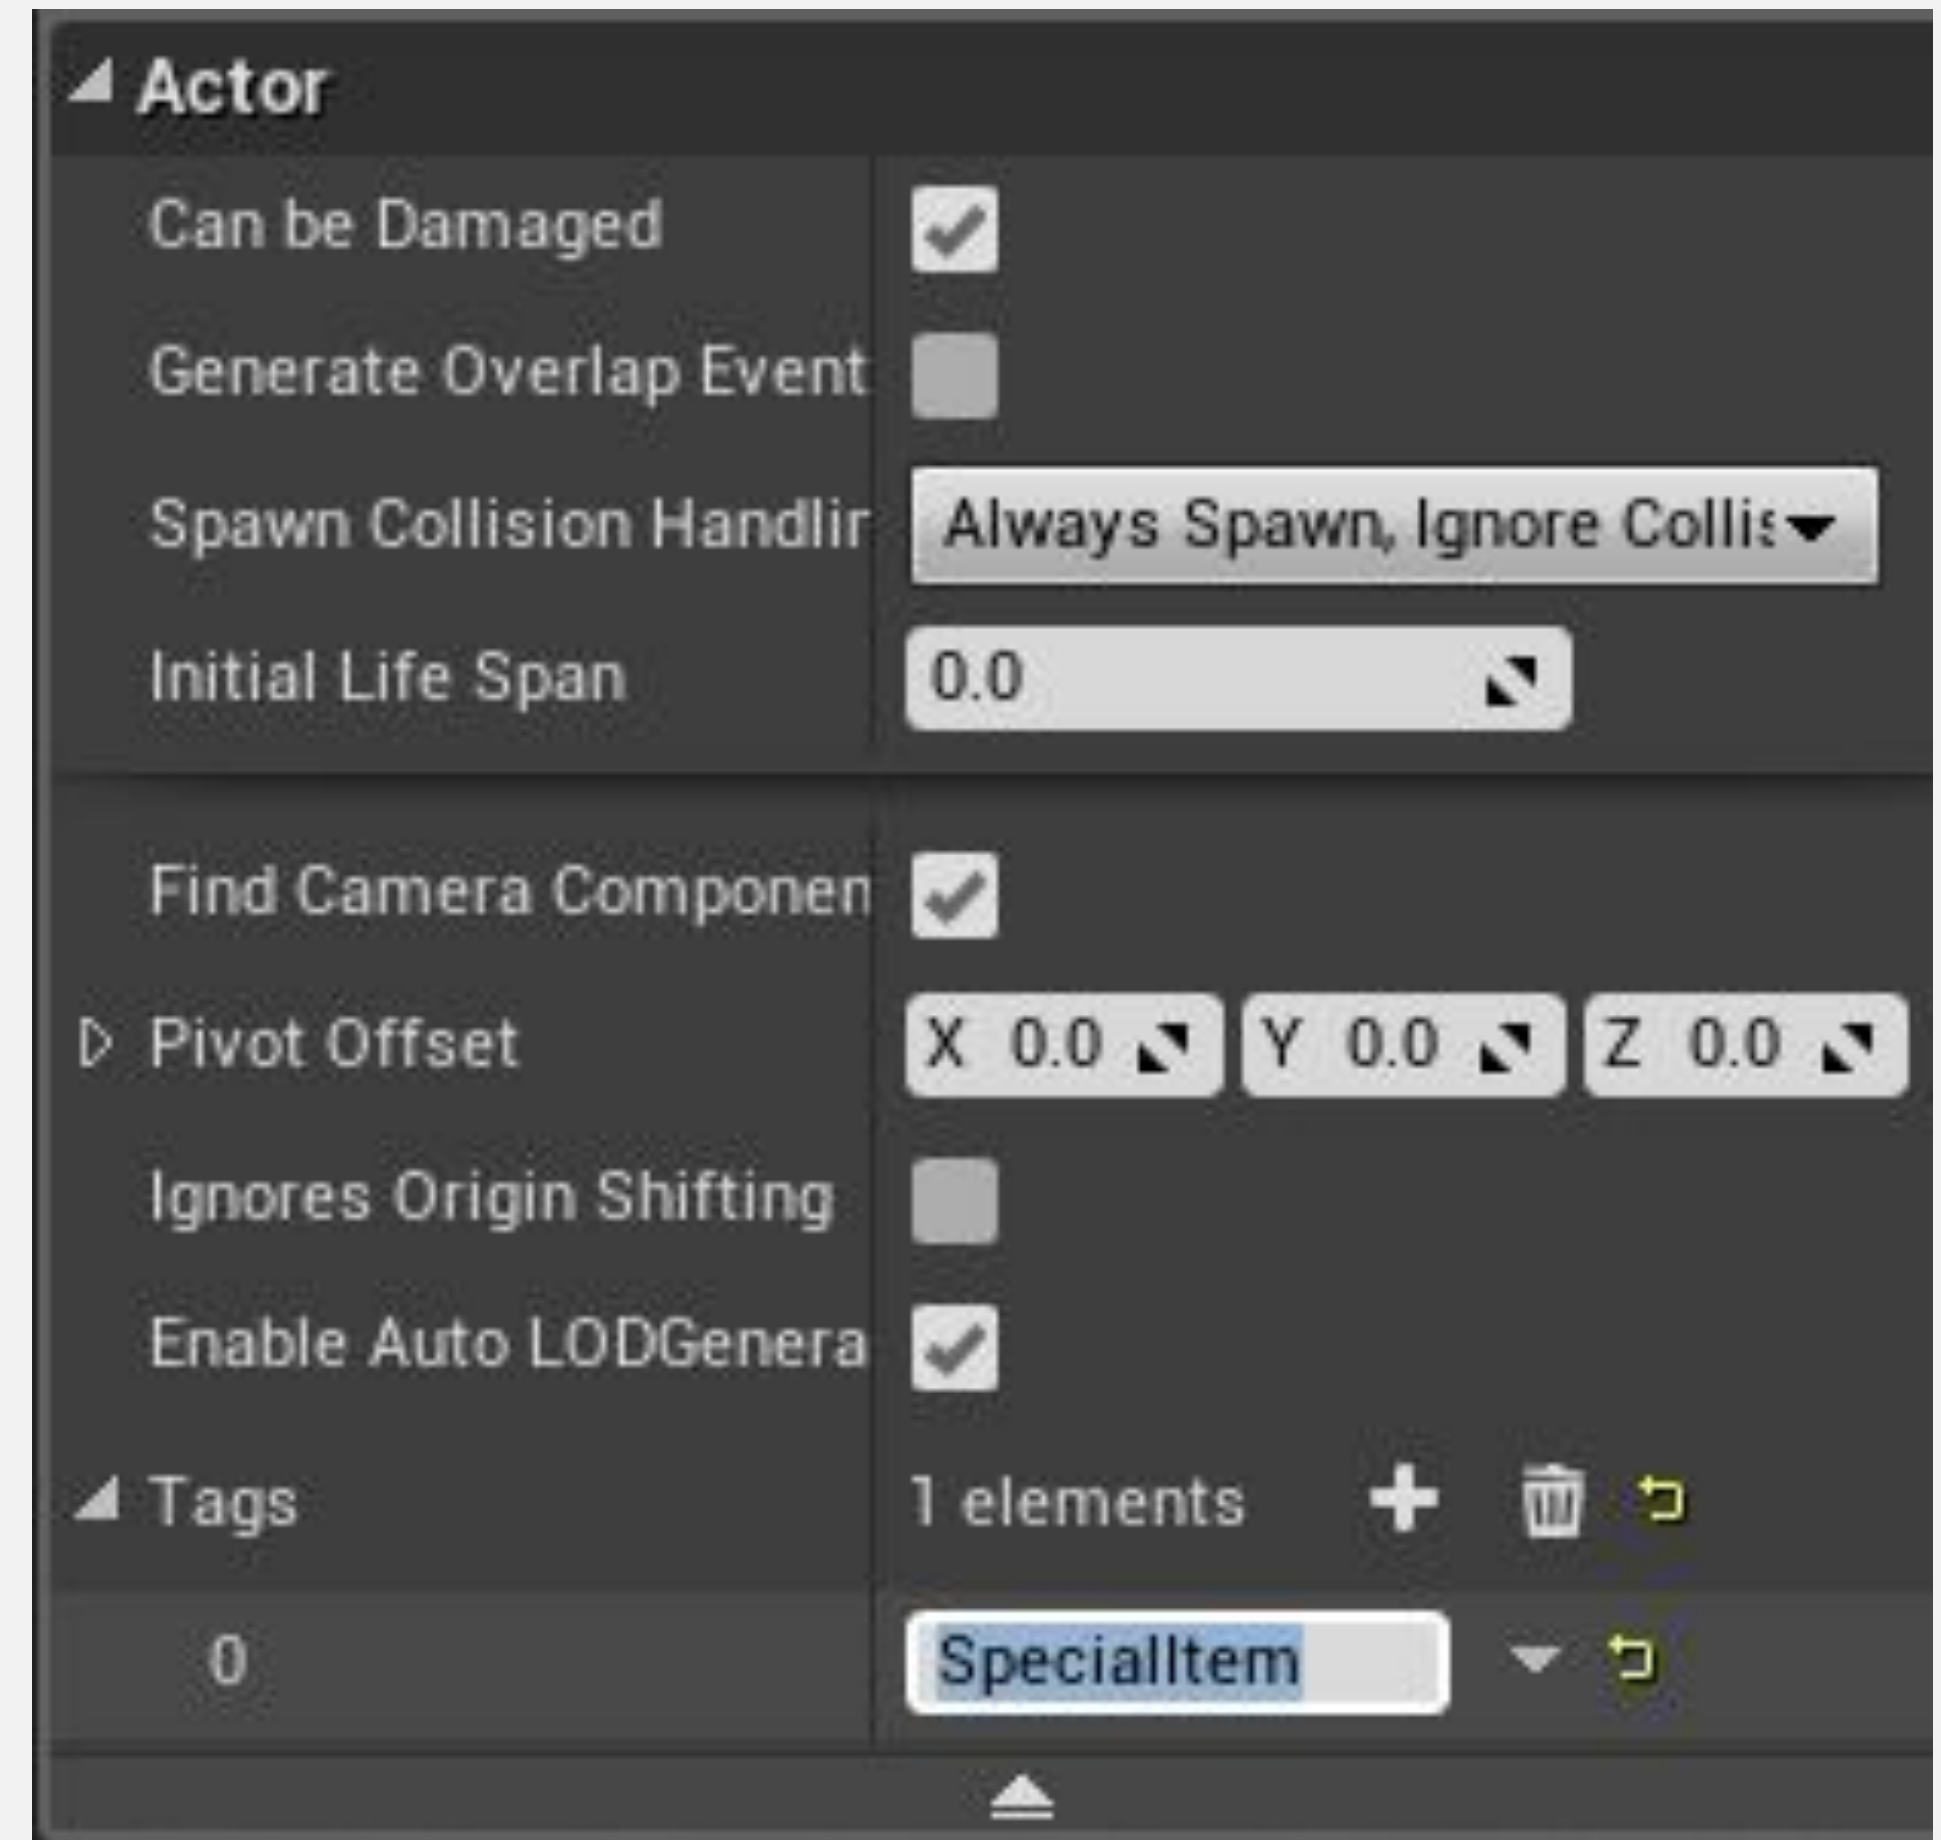 Actor
Can be Damaged
Generate Overlap Event
Spawn Collision Handlin Always Spawn, Ignore Collis
Initial Life Span 0.0
Find Camera Componen
Pivot Offset X 0.0 Y 0.0 Z 0.0
Ignores Origin Shifting
Enable Auto LODGenera
Tags 1 elements
0 SpecialItem